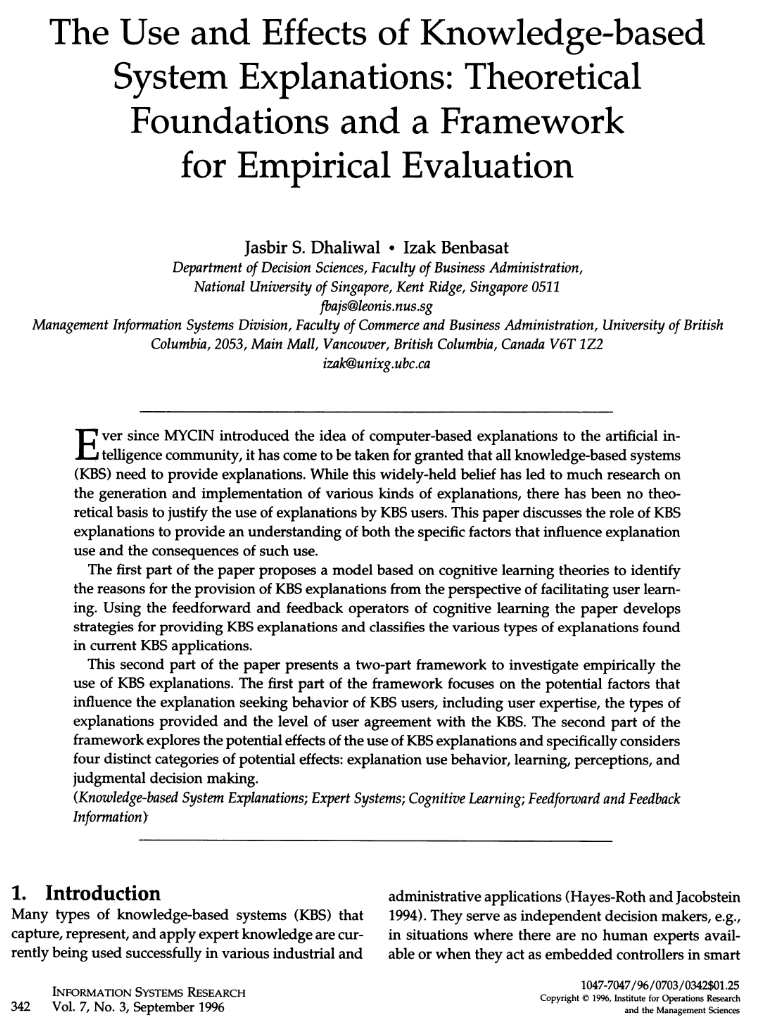 The Use and Effects of Knowledge-based
System Explanations: Theoretical
Foundations and a Framework
for Empirical Evaluation
Jasbir S. Dhaliwal • Izak Benbasat
Department of Decision Sciences, Faculty of Business Administration,
National University of Singapore, Kent Ridge, Singapore 0511
fbajs@leonis.nus.sg
Management Information Systems Division, Faculty of Commerce and Business Administration, University of British
Columbia, 2053, Main Mall, Vancouver, British Columbia, Canada V6T 1Z2
izak@unixg.ubc.ca
Ever since MYCIN introduced the idea of computer-based explanations to the artificial in-
telligence community, it has come to be taken for granted that all knowledge-based systems
(KBS) need to provide explanations. While this widely-held belief has led to much research on
the generation and implementation of various kinds of explanations, there has been no theo-
retical basis to justify the use of explanations by KBS users. This paper discusses the role of KBS
explanations to provide an understanding of both the specific factors that influence explanation
use and the consequences of such use.
The first part of the paper proposes a model based on cognitive learning theories to identify
the reasons for the provision of KBS explanations from the perspective of facilitating user learn-
ing. Using the feedforward and feedback operators of cognitive learning the paper develops
strategies for providing KBS explanations and classifies the various types of explanations found
in current KBS applications.
This second part of the paper presents a two-part framework to investigate empirically the
use of KBS explanations. The first part of the framework focuses on the potential factors that
influence the explanation seeking behavior of KBS users, including user expertise, the types of
explanations provided and the level of user agreement with the KBS. The second part of the
framework explores the potential effects of the use of KBS explanations and specifically considers
four distinct categories of potential effects: explanation use behavior, learning, perceptions, and
judgmental decision making.
(Knowledge-based System Explanations; Expert Systems; Cognitive Learning; Feedforward and Feedback
Information)
1. Introduction
Many types of knowledge-based systems (KBS) that
capture, represent, and apply expert knowledge are cur-
rently being used successfully in various industrial and
administrative applications (Hayes-Roth and Jacobstein
1994). They serve as independent decision makers, e.g.,
in situations where there are no human experts avail-
able or when they act as embedded controllers in smart
INFORMATION SYSTEMS RESEARCH
342 Vol. 7, No. 3, September 1996
1047-7047/96/0703/0342$01.25
Copyright © 1996, Institute for Operations Research
and the Management Sciences